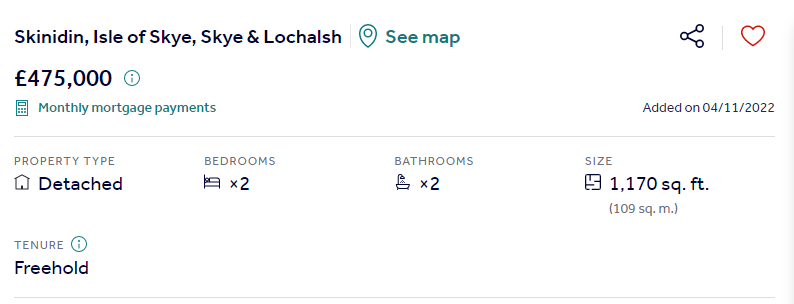 Skinidin, Isle of Skye, Skye & Lochalsh See map
£475,000
Monthly mortgage payments Added on 04/11/2022
PROPERTY TYPE BEDROOMS BATHROOMS SIZE
Detached ×2 ×2 1,170 sq. ft.
(109 sq. m.)
TENURE
Freehold